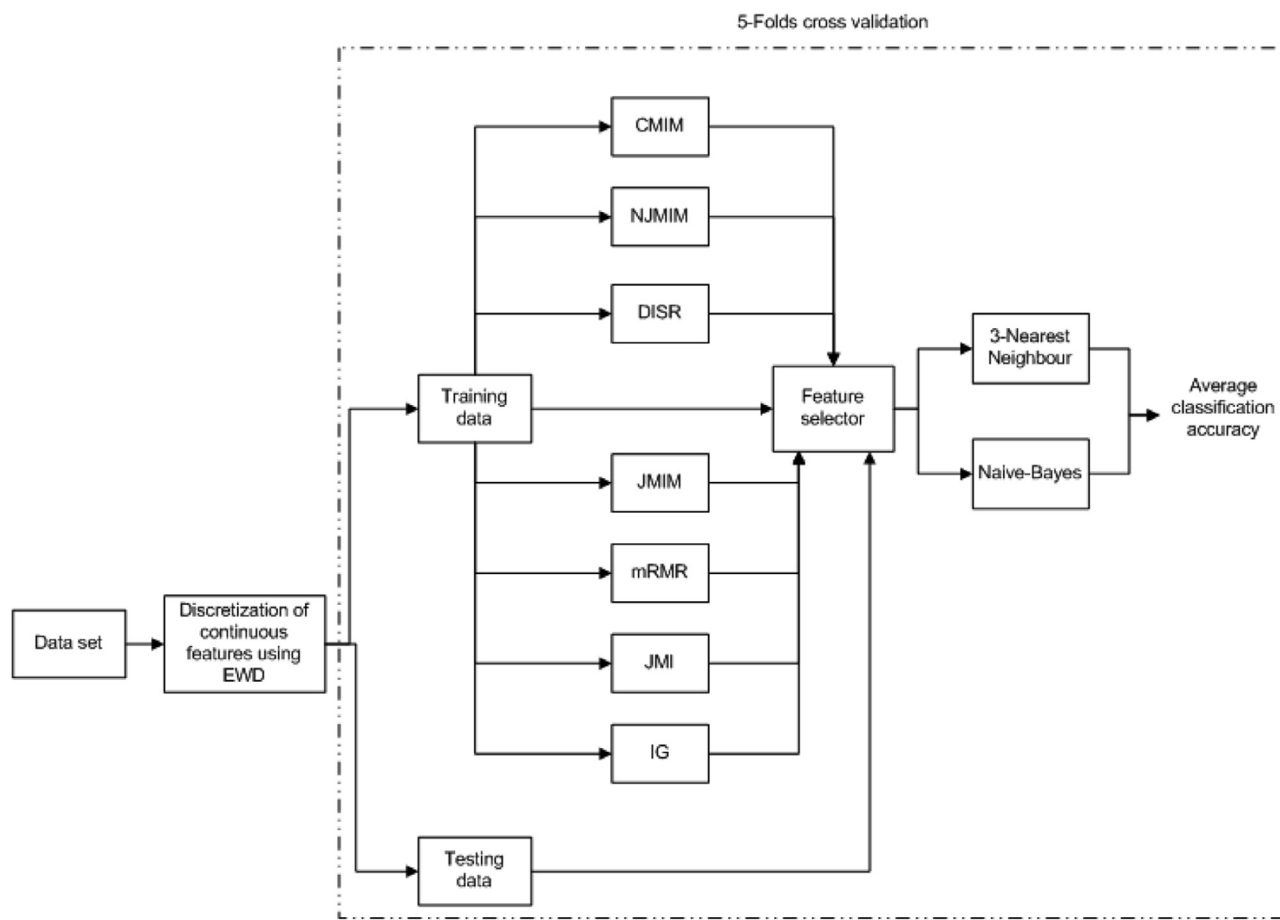 5-Folds cross validation
CMIM
NJMIM
DISR
Training
data
Feature
selector
3-Nearest
Neighbour
Naive-Bayes
Average
classification
accuracy
JMIM
mRMR
JMI
IG
Data set
Discretization of
continuous
features using
EWD
Testing
data